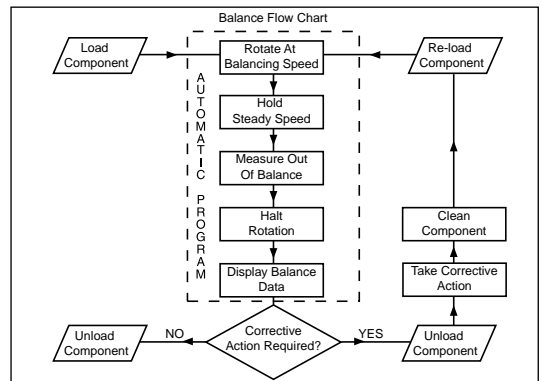 Balance Flow Chart
Load
Component
Rotate At
Balancing Speed
Re-load
Component
AUTOMATIC PROGRAM
Hold
Steady Speed
Measure Out
Of Balance
Halt
Rotation
Clean
Component
Display Balance
Data
Take Corrective
Action
Unload
Component
NO
Corrective
Action Required?
YES
Unload
Component